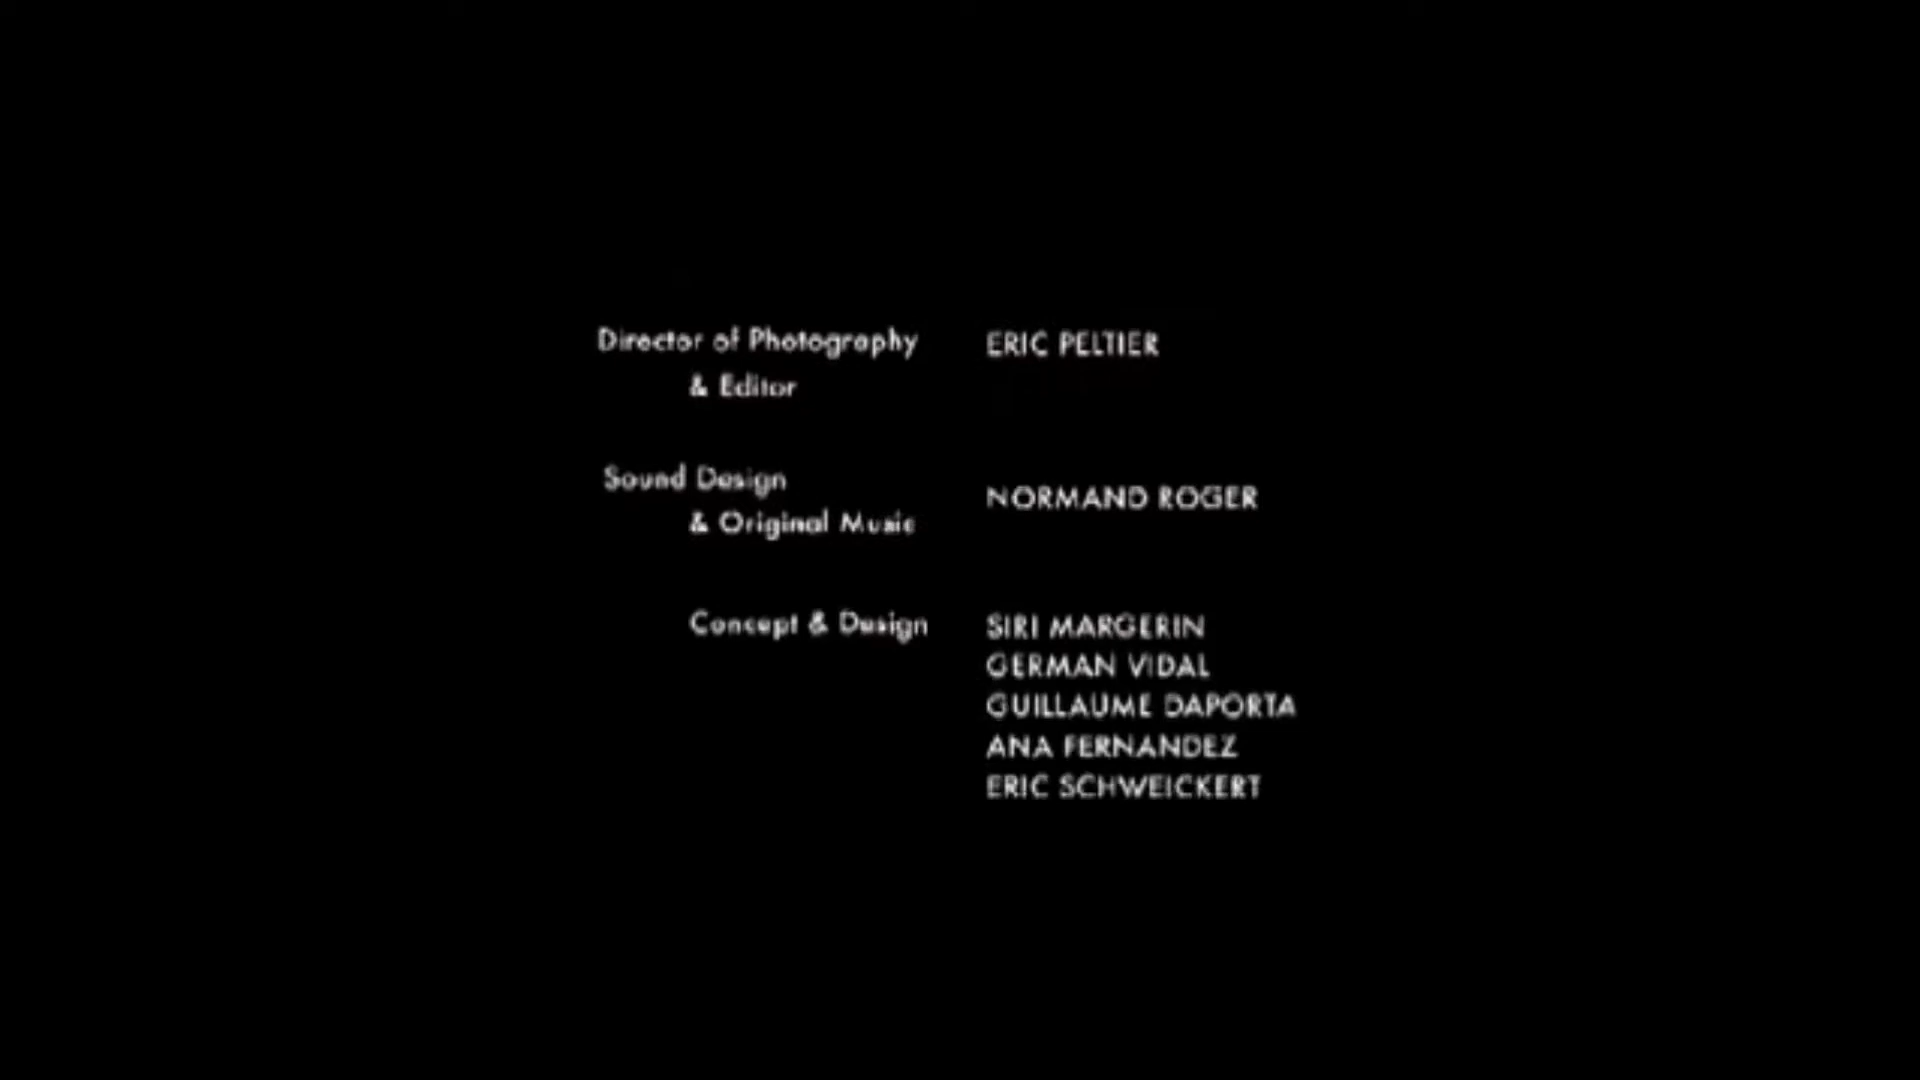 Director of Photography ERIC PELTIER
& Editor
Sound Design
NORMAND ROGER
& Original Music
Concept & Design SIRI MARGERIN
GERMAN VIDAL
GUILLAUME DAPORTA
ANA FERNANDEZ
ERIC SCHWEICKERT